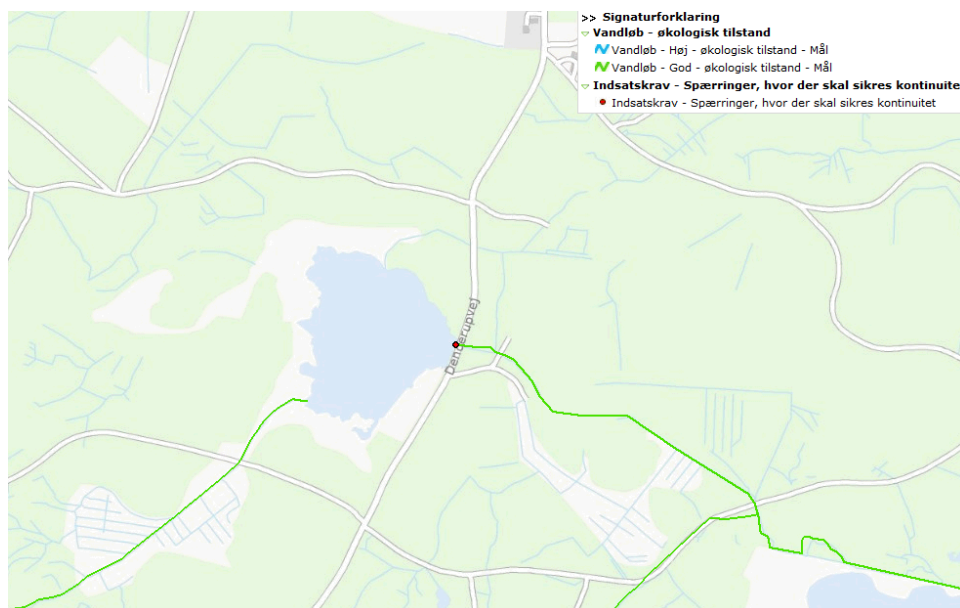 >> Signaturforklaring
Vandløb - økologisk tilstand
Vandløb - Høj - økologisk tilstand - Mål
Vandløb - God - økologisk tilstand - Mål
Indsatskrav - Spærringer, hvor der skal sikres kontinuite
Indsatskrav - Spærringer, hvor der skal sikres kontinuitet
Denderupvej